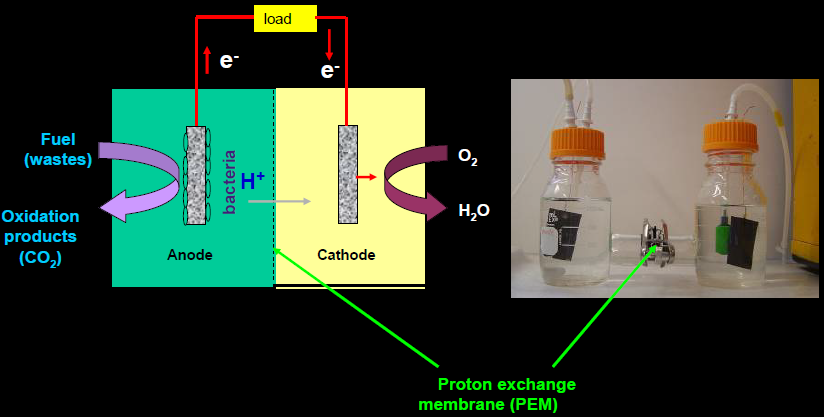 load
e-
e-
Fuel
(wastes)
bacteria
H+
O2
H2O
Oxidation
products
(CO2)
Anode
Cathode
Proton exchange
membrane (PEM)